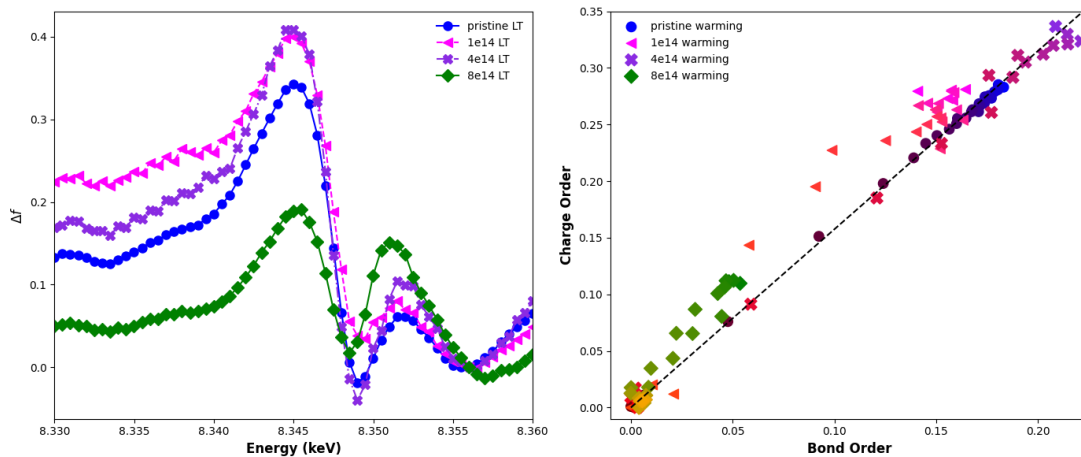 0.4
0.3
0.2
0.1
0.0
Δf
pristine LT
1e14 LT
4e14 LT
8e14 LT
8.330 8.335 8.340 8.345 8.350 8.355 8.360
Energy (keV)
0.35
0.30
0.25
0.20
0.15
0.10
0.05
0.00
Charge Order
pristine warming
1e14 warming
4e14 warming
8e14 warming
0.00 0.05 0.10 0.15 0.20
Bond Order